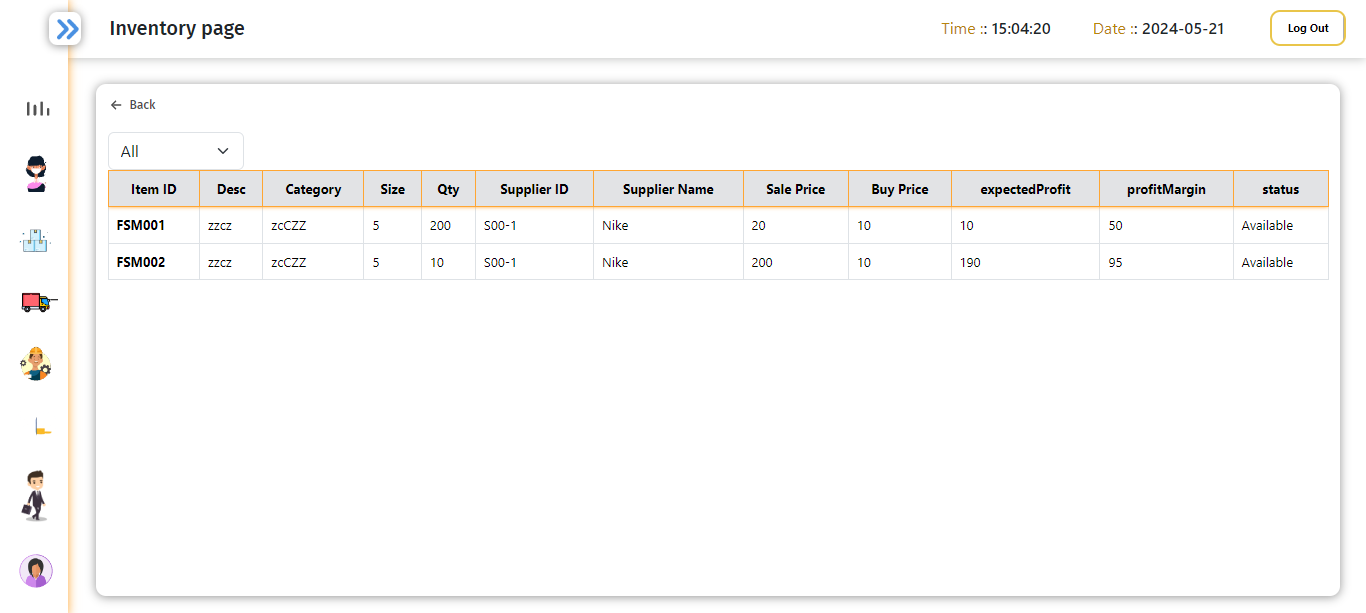 Inventory page
Time :: 15:04:20
Date :: 2024-05-21
Log Out
Back
All
Item ID Desc Category Size Qty Supplier ID Supplier Name Sale Price Buy Price expectedProfit profitMargin status
FSM001 zzcz zcCZZ 5 200 S00-1 Nike 20 10 10 50 Available
FSM002 zzcz zcCZZ 5 10 S00-1 Nike 200 10 190 95 Available